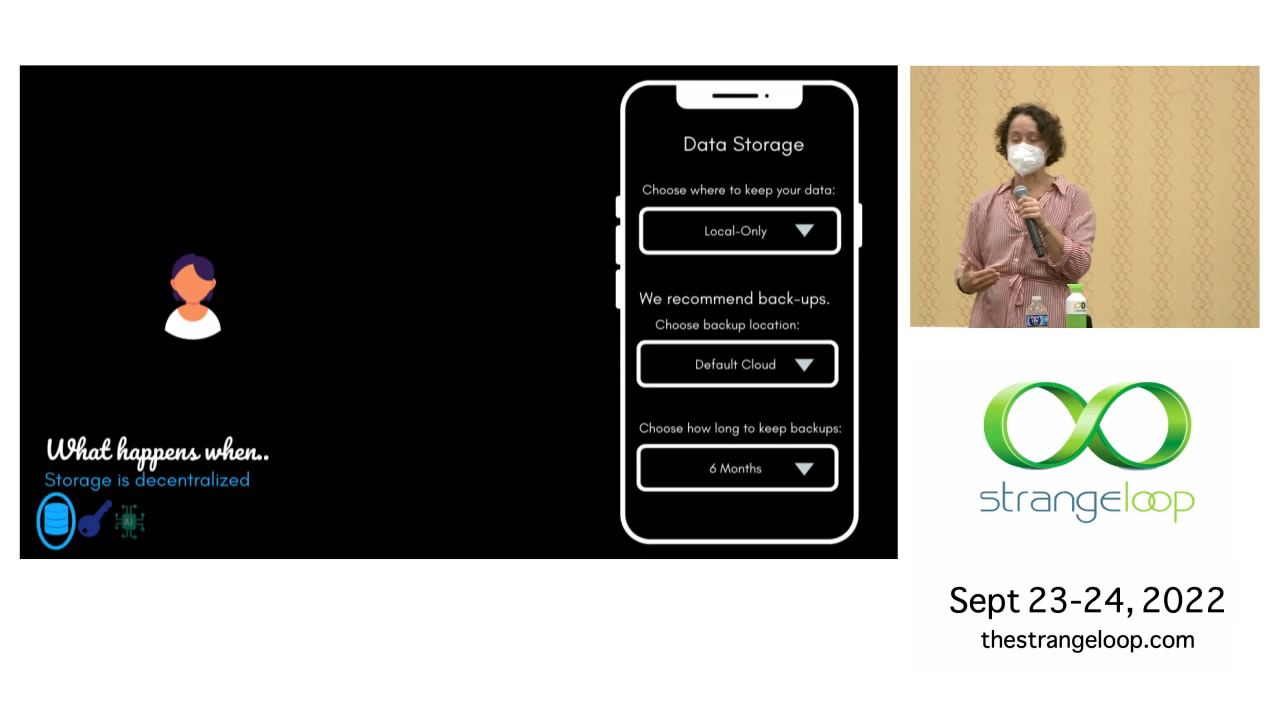 Data Storage
Choose where to keep your data:
Local-Only
We recommend back-ups.
Choose backup location:
Default Cloud
Choose how long to keep backups:
6 Months
What happens when..
Storage is decentralized
AI
strangeloop
Sept 23-24, 2022
thestrangeloop.com